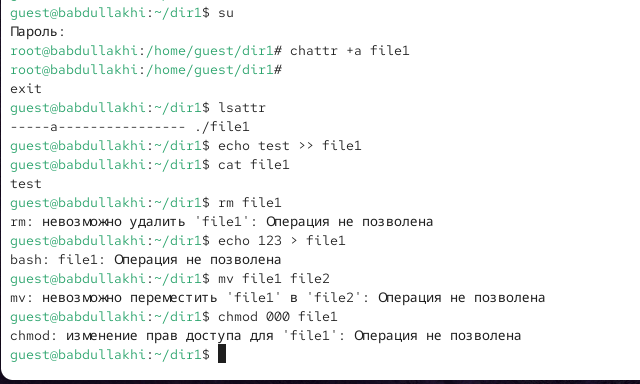 guest@babdullakhi:~/dir1$ su
Пароль:
root@babdullakhi:/home/guest/dir1# chattr +a file1
root@babdullakhi:/home/guest/dir1#
exit
guest@babdullakhi:~/dir1$ lsattr
-----a---------------- ./file1
guest@babdullakhi:~/dir1$ echo test >> file1
guest@babdullakhi:~/dir1$ cat file1
test
guest@babdullakhi:~/dir1$ rm file1
rm: невозможно удалить 'file1': Операция не позволена
guest@babdullakhi:~/dir1$ echo 123 > file1
bash: file1: Операция не позволена
guest@babdullakhi:~/dir1$ mv file1 file2
mv: невозможно переместить 'file1' в 'file2': Операция не позволена
guest@babdullakhi:~/dir1$ chmod 000 file1
chmod: изменение прав доступа для 'file1': Операция не позволена
guest@babdullakhi:~/dir1$